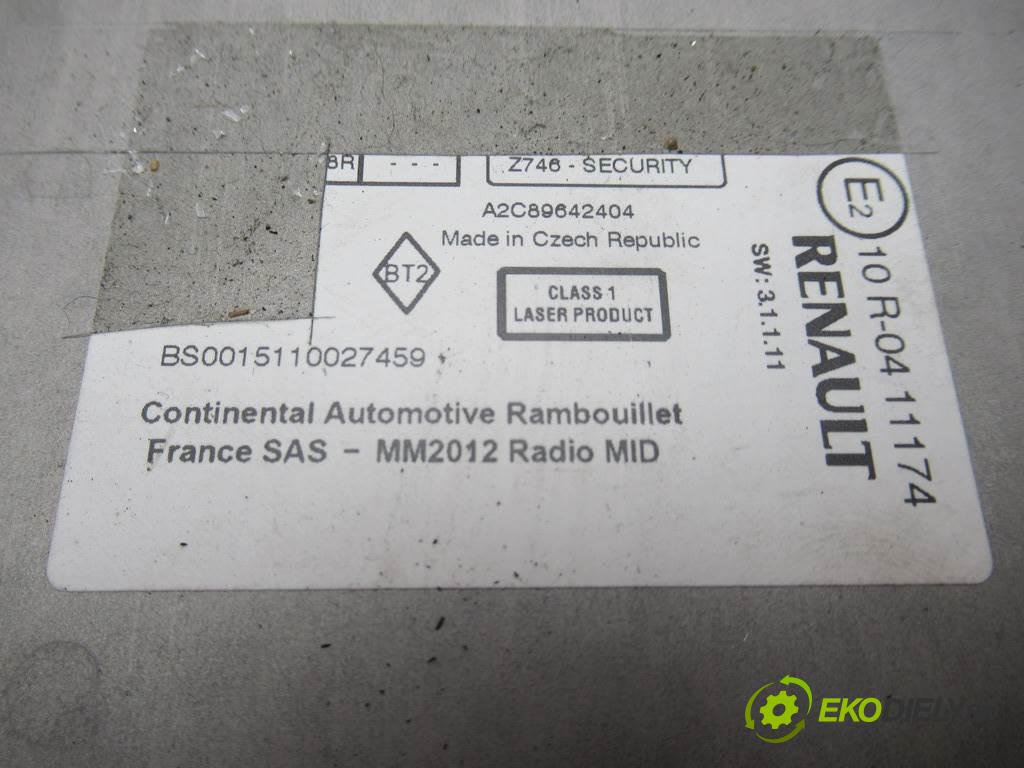 8R - - -
Z746 - SECURITY
A2C89642404
Made in Czech Republic
BT2
CLASS 1
LASER PRODUCT
BS0015110027459
Continental Automotive Rambouillet
France SAS - MM2012 Radio MID
E2 10 R-04 11174
RENAULT
SW: 3.1.1.11
EKODIELY